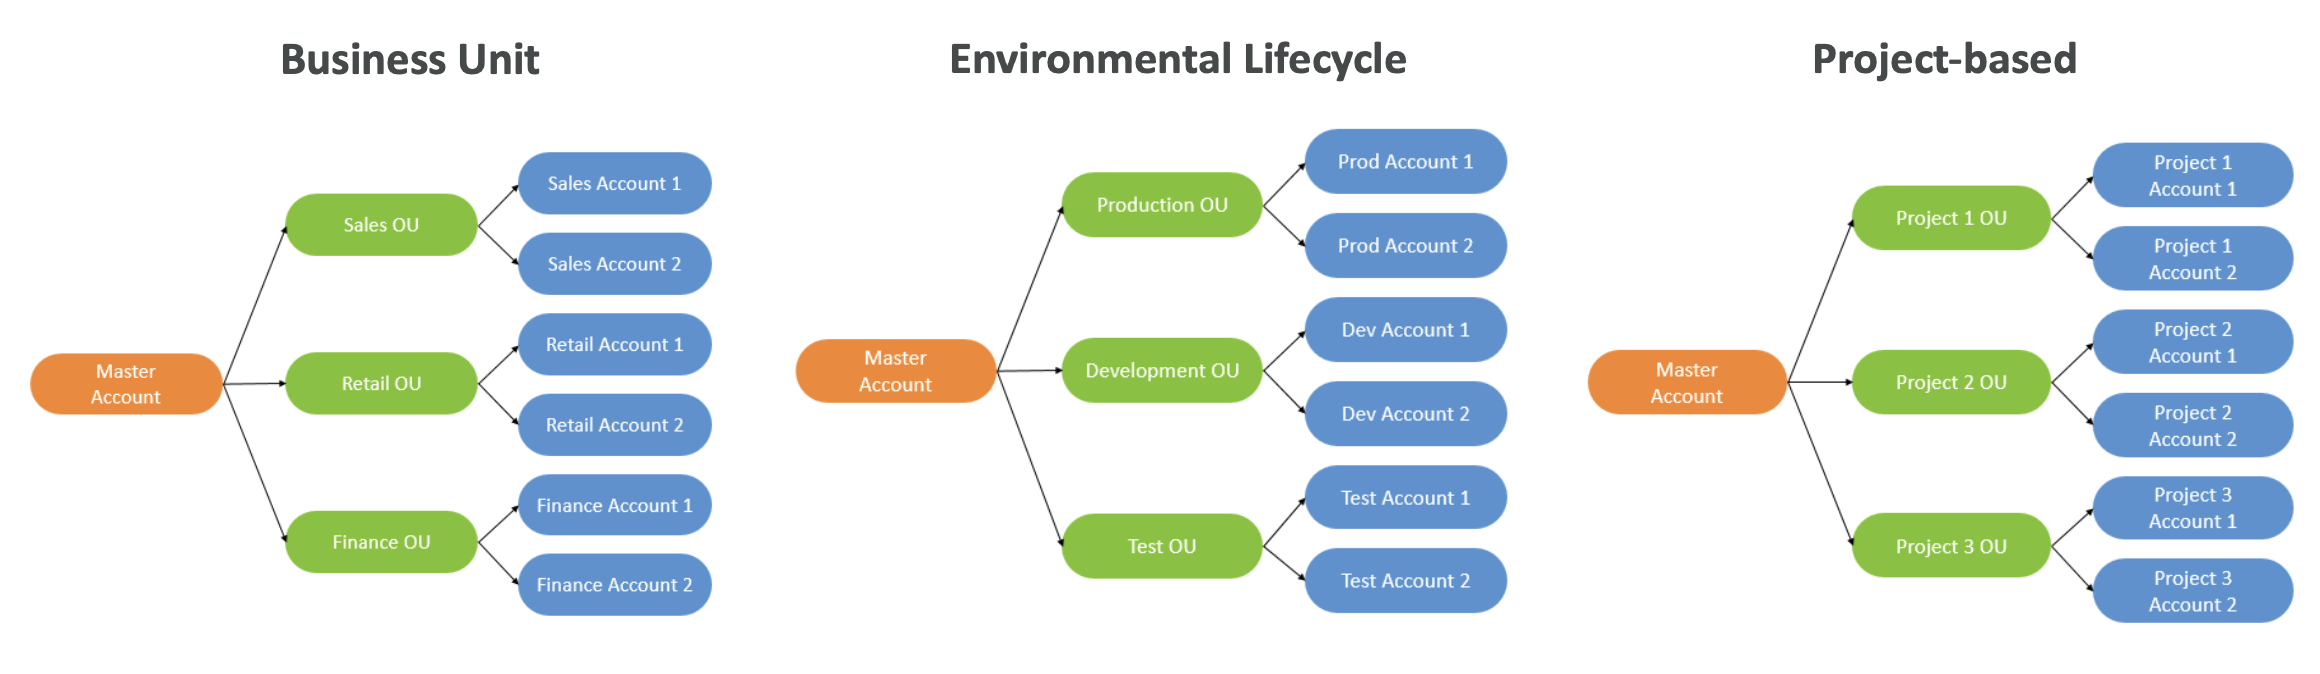 Business Unit
Master
Account
Sales OU
Sales Account 1
Sales Account 2
Retail OU
Retail Account 1
Retail Account 2
Finance OU
Finance Account 1
Finance Account 2
Environmental Lifecycle
Master
Account
Production OU
Prod Account 1
Prod Account 2
Development OU
Dev Account 1
Dev Account 2
Test OU
Test Account 1
Test Account 2
Project-based
Master
Account
Project 1 OU
Project 1
Account 1
Project 1
Account 2
Project 2 OU
Project 2
Account 1
Project 2
Account 2
Project 3 OU
Project 3
Account 1
Project 3
Account 2